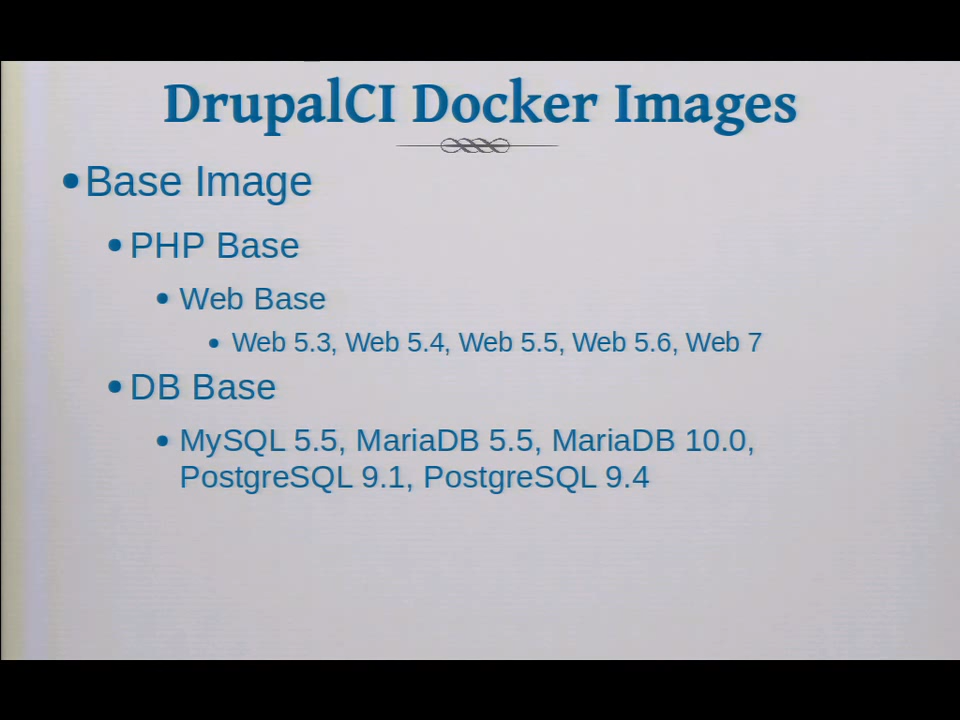 DrupalCI Docker Images
•Base Image
•PHP Base
•Web Base
•Web 5.3, Web 5.4, Web 5.5, Web 5.6, Web 7
•DB Base
•MySQL 5.5, MariaDB 5.5, MariaDB 10.0,
PostgreSQL 9.1, PostgreSQL 9.4